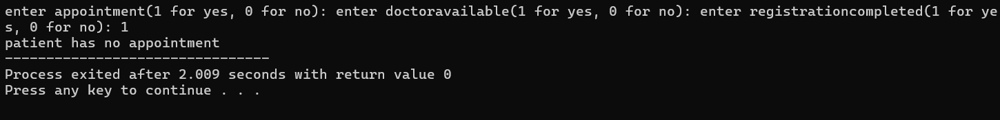 enter appointment(1 for yes, 0 for no): enter doctoravailable(1 for yes, 0 for no): enter registrationcompleted(1 for ye
s, 0 for no): 1
patient has no appointment
--------------------------------
Process exited after 2.009 seconds with return value 0
Press any key to continue . . .